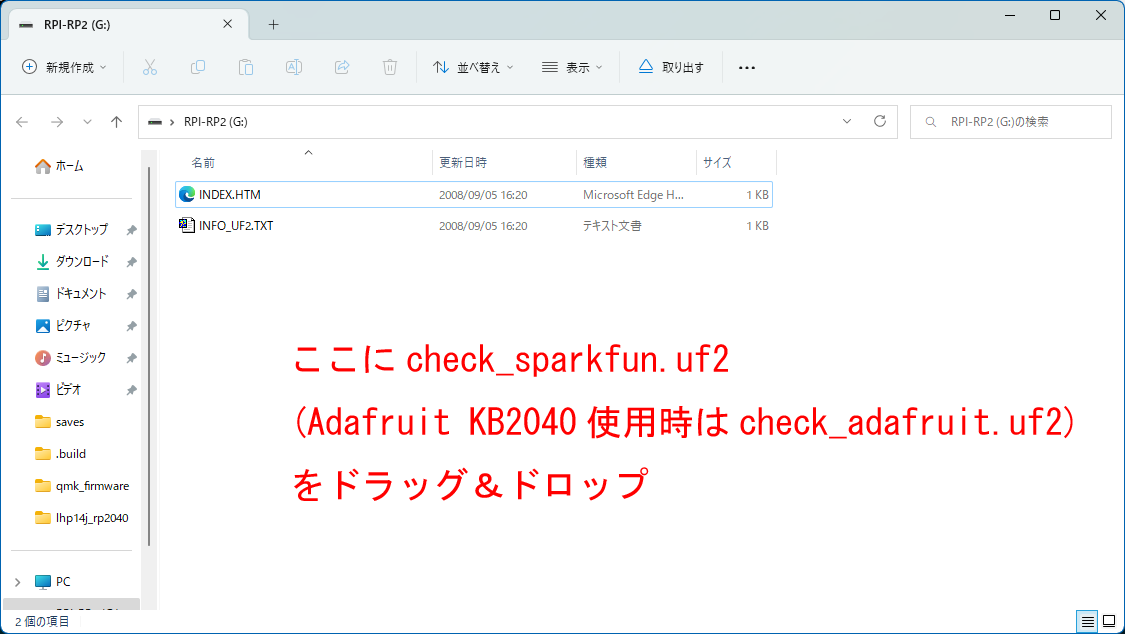 RPI-RP2 (G:)
新規作成
並べ替え
表示
取り出す
RPI-RP2 (G:)
RPI-RP2 (G:)の検索
ホーム
デスクトップ
ダウンロード
ドキュメント
ピクチャ
ミュージック
ビデオ
saves
.build
qmk_firmware
lhp14j_rp2040
PC
名前 更新日時 種類 サイズ
INDEX.HTM 2008/09/05 16:20 Microsoft Edge H... 1 KB
INFO_UF2.TXT 2008/09/05 16:20 テキスト文書 1 KB
ここに check_sparkfun.uf2
(Adafruit KB2040 使用時は check_adafruit.uf2)
をドラッグ＆ドロップ
2 個の項目